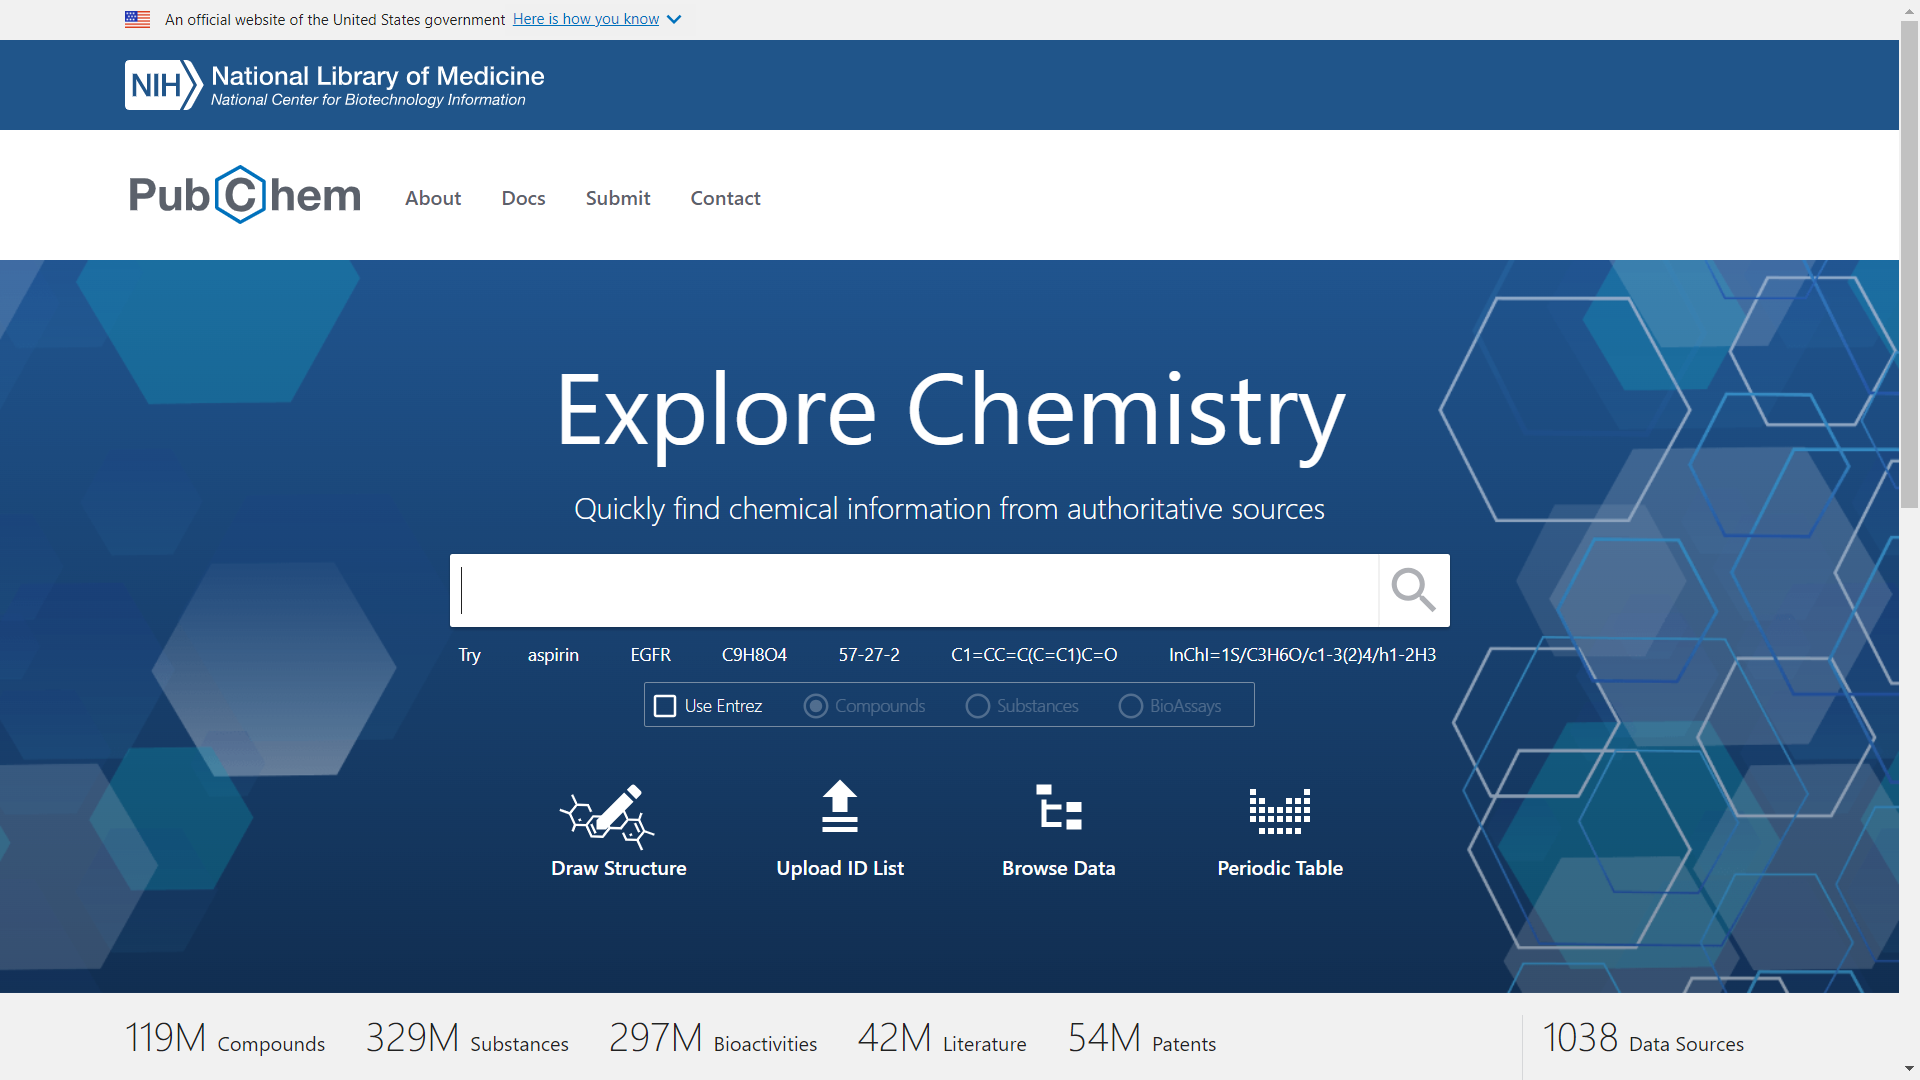 An official website of the United States government Here is how you know
NIH National Library of Medicine
National Center for Biotechnology Information
PubChem About Docs Submit Contact
Explore Chemistry
Quickly find chemical information from authoritative sources
Try aspirin EGFR C9H8O4 57-27-2 C1=CC=C(C=C1)C=O InChI=1S/C3H6O/c1-3(2)4/h1-2H3
Use Entrez Compounds Substances BioAssays
Draw Structure Upload ID List Browse Data Periodic Table
119M Compounds 329M Substances 297M Bioactivities 42M Literature 54M Patents 1038 Data Sources